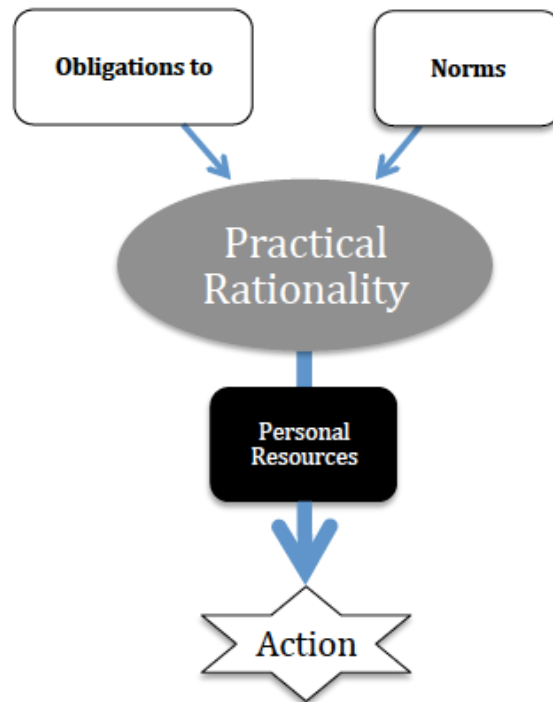 Obligations to
Norms
Practical
Rationality
Personal
Resources
Action